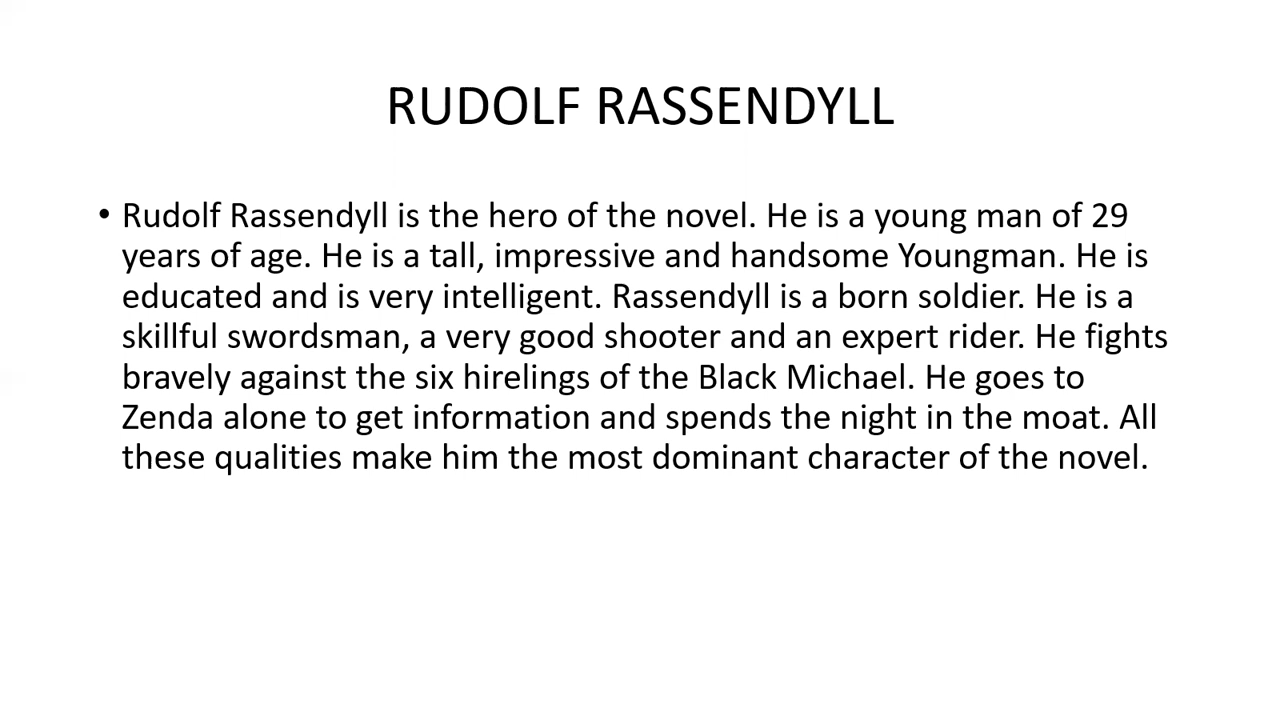 RUDOLF RASSENDYLL
• Rudolf Rassendyll is the hero of the novel. He is a young man of 29
years of age. He is a tall, impressive and handsome Youngman. He is
educated and is very intelligent. Rassendyll is a born soldier. He is a
skillful swordsman, a very good shooter and an expert rider. He fights
bravely against the six hirelings of the Black Michael. He goes to
Zenda alone to get information and spends the night in the moat. All
these qualities make him the most dominant character of the novel.